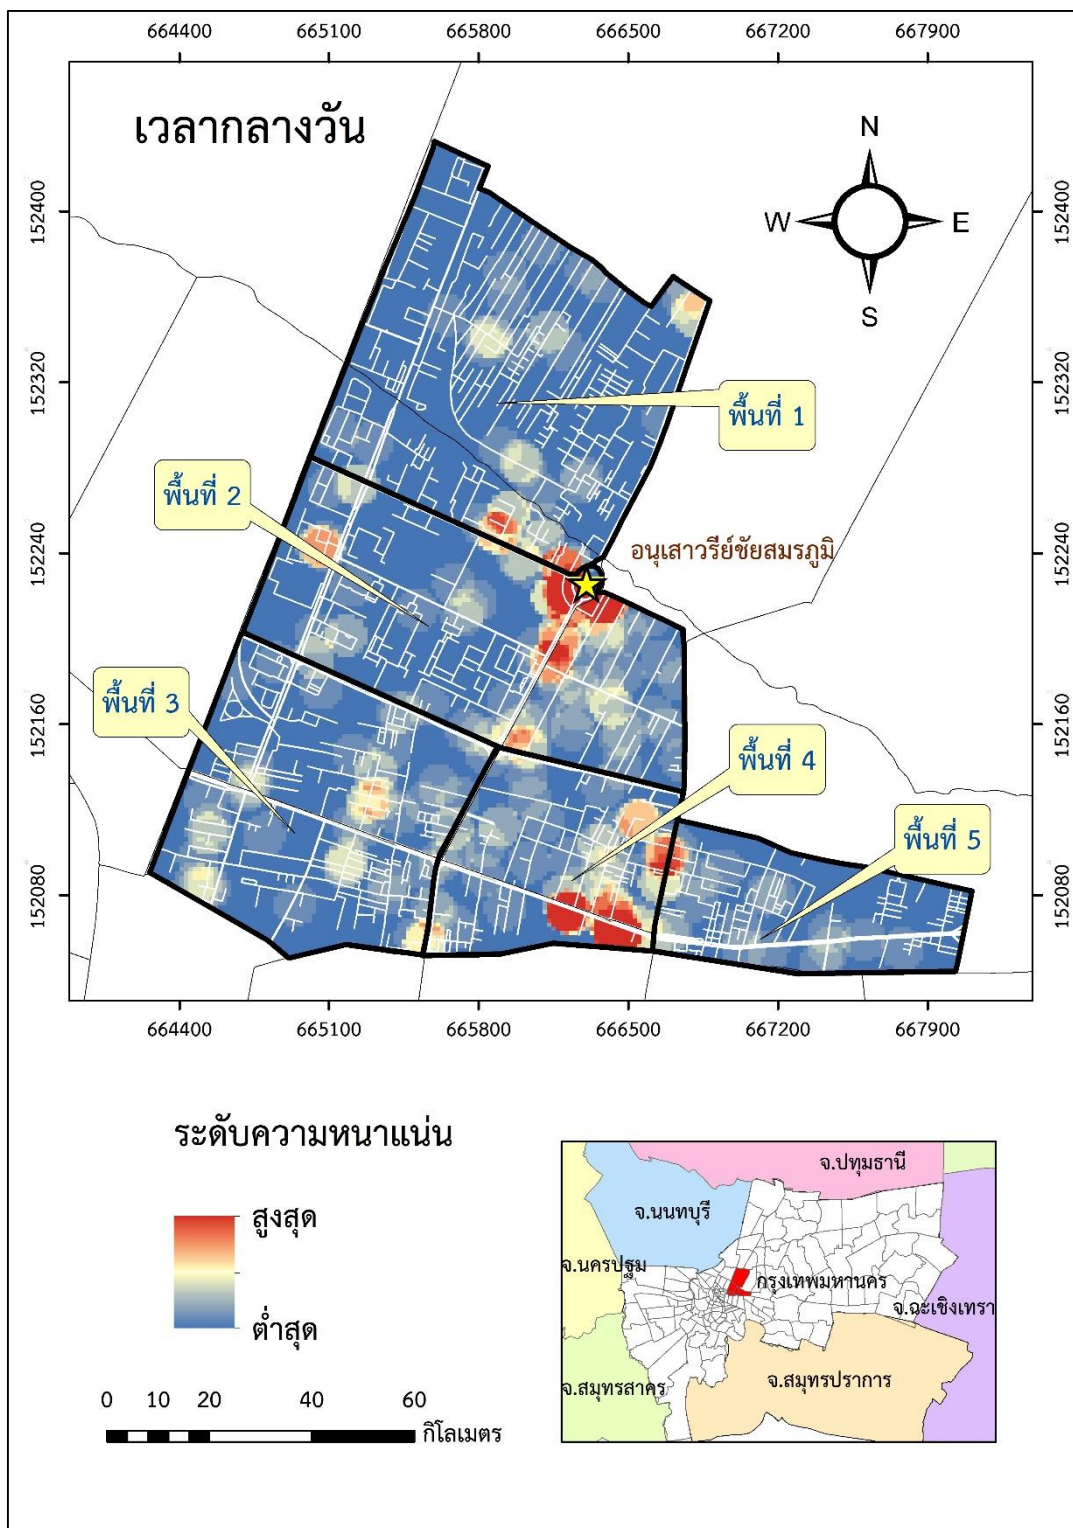 664400 665100 665800 666500 667200 667900
เวลากลางวัน
N
W E
S
152400 152400
152320 152320
พื้นที่ 1
พื้นที่ 2
152240 152240
อนุเสาวรีย์ชัยสมรภูมิ
พื้นที่ 3
152160 152160
พื้นที่ 4
พื้นที่ 5
152080 152080
664400 665100 665800 666500 667200 667900
ระดับความหนาแน่น
สูงสุด
ต่ำสุด
0 10 20 40 60
กิโลเมตร
จ.ปทุมธานี
จ.นนทบุรี
จ.นครปฐม
กรุงเทพมหานคร
จ.ฉะเชิงเทรา
จ.สมุทรสาคร
จ.สมุทรปราการ